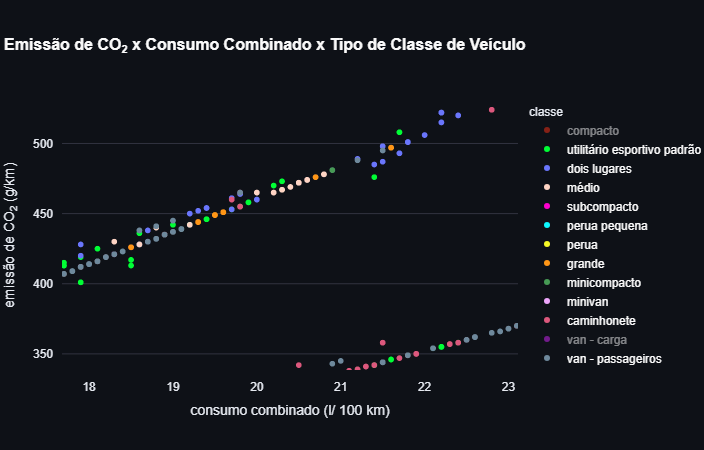 Emissão de CO₂ x Consumo Combinado x Tipo de Classe de Veículo
classe
compacto
utilitário esportivo padrão
dois lugares
médio
subcompacto
perua pequena
perua
grande
minicompacto
minivan
caminhonete
van - carga
van - passageiros
emissão de CO₂ (g/km)
500
450
400
350
18 19 20 21 22 23
consumo combinado (l/ 100 km)